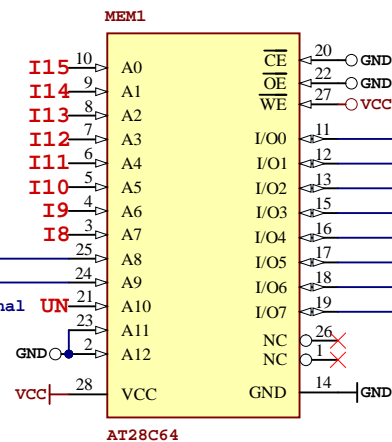 MEM1
I15 10 A0 CE 20 GND
I14 9 A1 OE 22 GND
I13 8 A2 WE 27 VCC
I12 7 A3 I/O0 11
I11 6 A4 I/O1 12
I10 5 A5 I/O2 13
I9 4 A6 I/O3 15
I8 3 A7 I/O4 16
25 A8 I/O5 17
24 A9 I/O6 18
nal UN 21 A10 I/O7 19
23 A11 NC 26
GND 2 A12 NC 1
VCC 28 VCC GND 14 GND
AT28C64